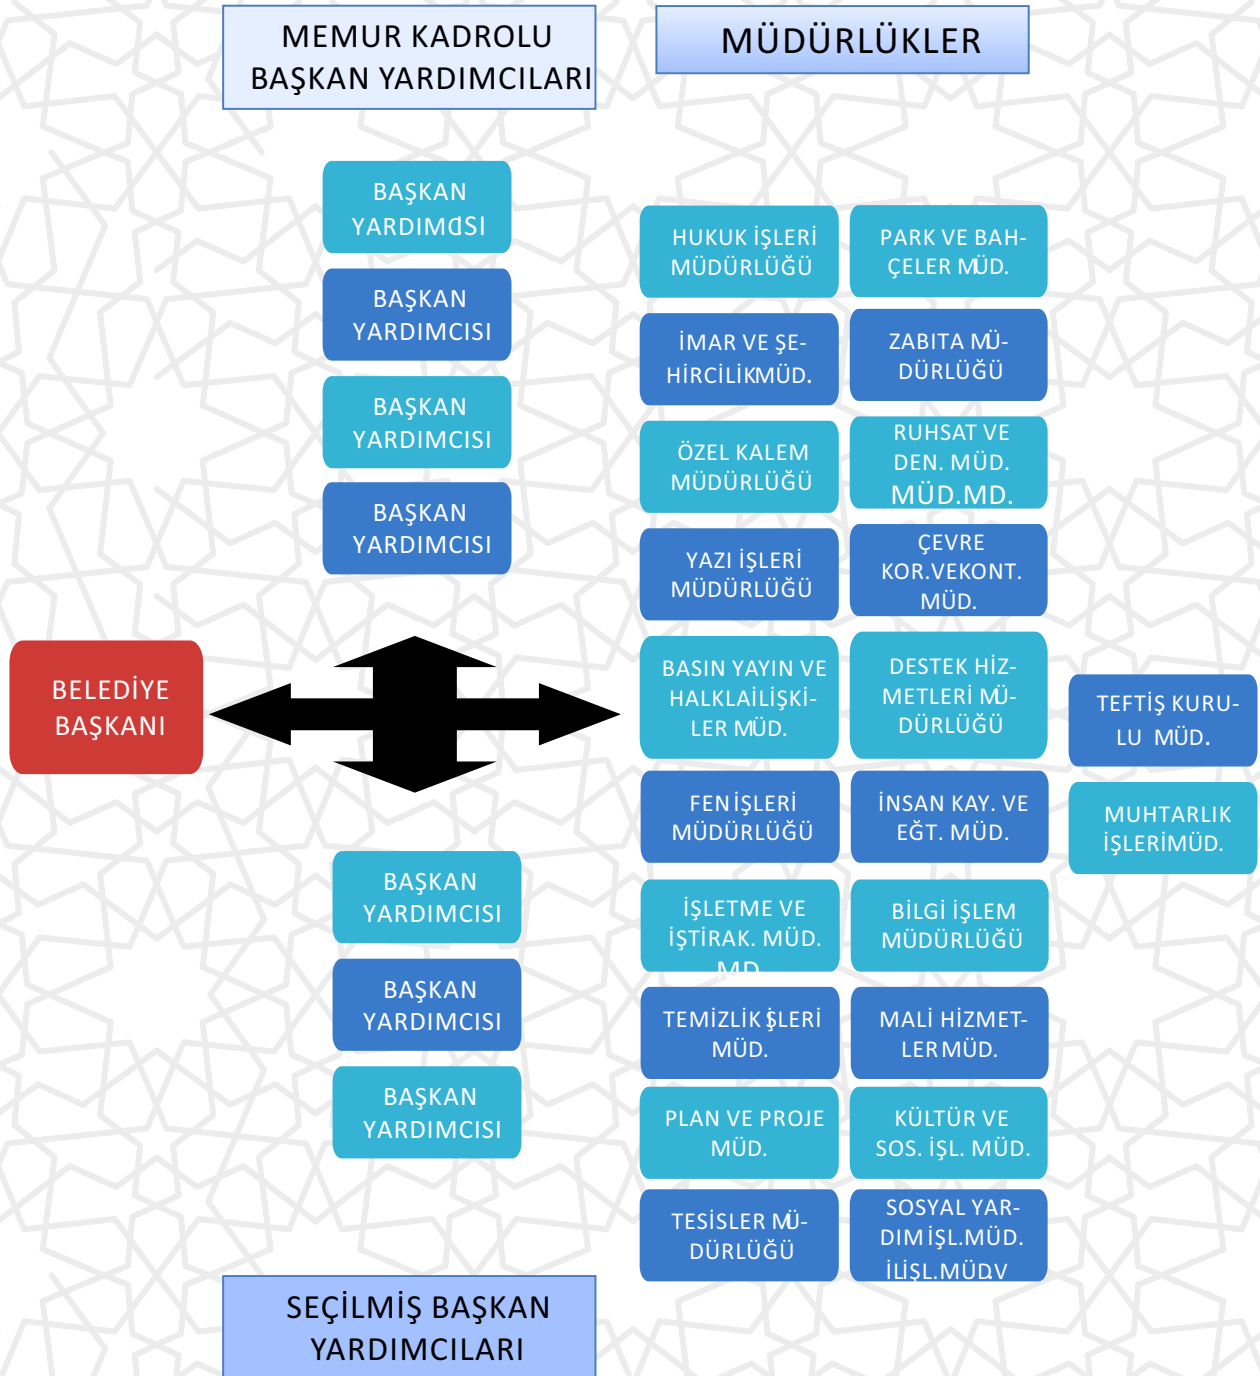 MEMUR KADROLU
BAŞKAN YARDIMCILARI
MÜDÜRLÜKLER
BAŞKAN
YARDIMCISI
BAŞKAN
YARDIMCISI
BAŞKAN
YARDIMCISI
BAŞKAN
YARDIMCISI
BELEDİYE
BAŞKANI
BAŞKAN
YARDIMCISI
BAŞKAN
YARDIMCISI
BAŞKAN
YARDIMCISI
SEÇİLMİŞ BAŞKAN
YARDIMCILARI
HUKUK İŞLERİ
MÜDÜRLÜĞÜ
PARK VE BAH-
ÇELER MÜD.
İMAR VE ŞE-
HİRCİLİKMÜD.
ZABITA MÜ-
DÜRLÜĞÜ
ÖZEL KALEM
MÜDÜRLÜĞÜ
RUHSAT VE
DEN. MÜD.
MÜD.MD.
YAZI İŞLERİ
MÜDÜRLÜĞÜ
ÇEVRE
KOR.VEKONT.
MÜD.
BASIN YAYIN VE
HALKLAİLİŞKİ-
LER MÜD.
DESTEK HİZ-
METLERİ MÜ-
DÜRLÜĞÜ
TEFTİŞ KURU-
LU MÜD.
FENİŞLERİ
MÜDÜRLÜĞÜ
İNSAN KAY. VE
EĞT. MÜD.
MUHTARLIK
İŞLERİMÜD.
İŞLETME VE
İŞTİRAK. MÜD.
MD.
BİLGİ İŞLEM
MÜDÜRLÜĞÜ
TEMİZLİK İŞLERİ
MÜD.
MALİ HİZMET-
LERMÜD.
PLAN VE PROJE
MÜD.
KÜLTÜR VE
SOS. İŞL. MÜD.
TESİSLER MÜ-
DÜRLÜĞÜ
SOSYAL YAR-
DIMİŞL.MÜD.
İLİŞL.MÜD.V